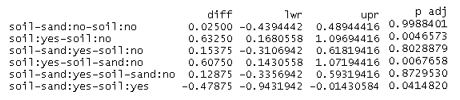 diff lwr upr p adj
soil-sand:no-soil:no 0.02500 -0.4394442 0.48944416 0.9988401
soil:yes-soil:no 0.63250 0.1680558 1.09694416 0.0046573
soil-sand:yes-soil:no 0.15375 -0.3106942 0.61819416 0.8028879
soil:yes-soil-sand:no 0.60750 0.1430558 1.07194416 0.0067658
soil-sand:yes-soil-sand:no 0.12875 -0.3356942 0.59319416 0.8729530
soil-sand:yes-soil:yes -0.47875 -0.9431942 -0.01430584 0.0414820